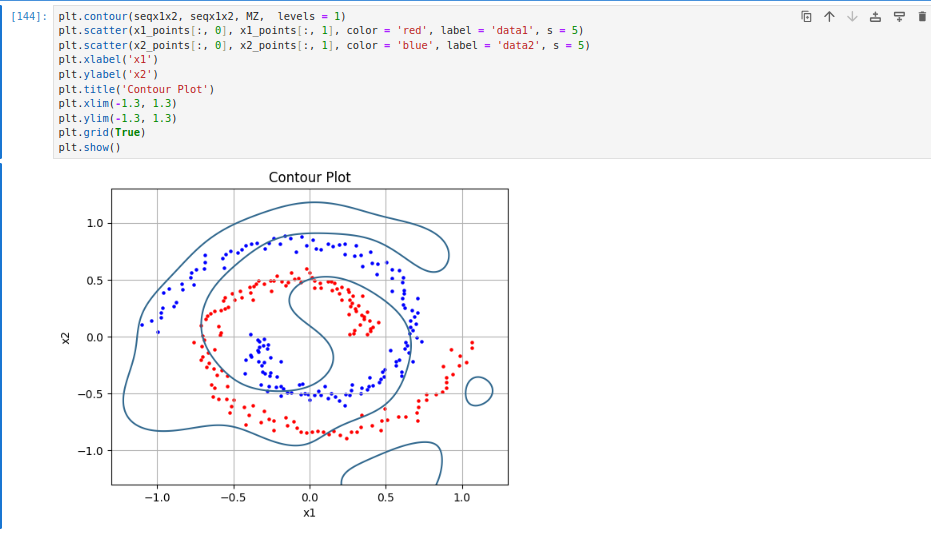 [144]: plt.contour(seqx1x2, seqx1x2, MZ,  levels = 1)
plt.scatter(x1_points[:, 0], x1_points[:, 1], color = 'red', label = 'data1', s = 5)
plt.scatter(x2_points[:, 0], x2_points[:, 1], color = 'blue', label = 'data2', s = 5)
plt.xlabel('x1')
plt.ylabel('x2')
plt.title('Contour Plot')
plt.xlim(-1.3, 1.3)
plt.ylim(-1.3, 1.3)
plt.grid(True)
plt.show()
Contour Plot
1.0
0.5
0.0
−0.5
−1.0
x2
−1.0 −0.5 0.0 0.5 1.0
x1